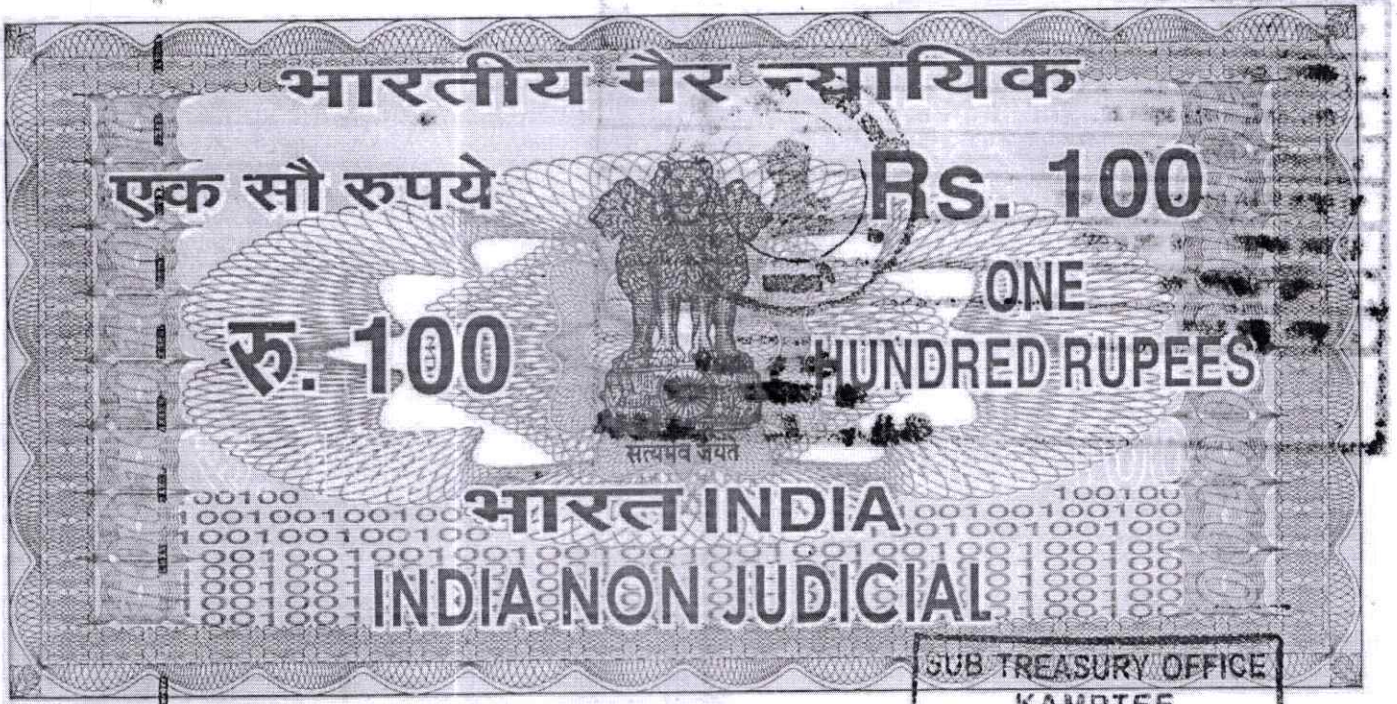 भारतीय गैर न्यायिक
एक सौ रुपये
Rs. 100
रु. 100
ONE
HUNDRED RUPEES
सत्यमेव जयते
भारत INDIA
INDIA NON JUDICIAL
SUB TREASURY OFFICE
KAMPTEE